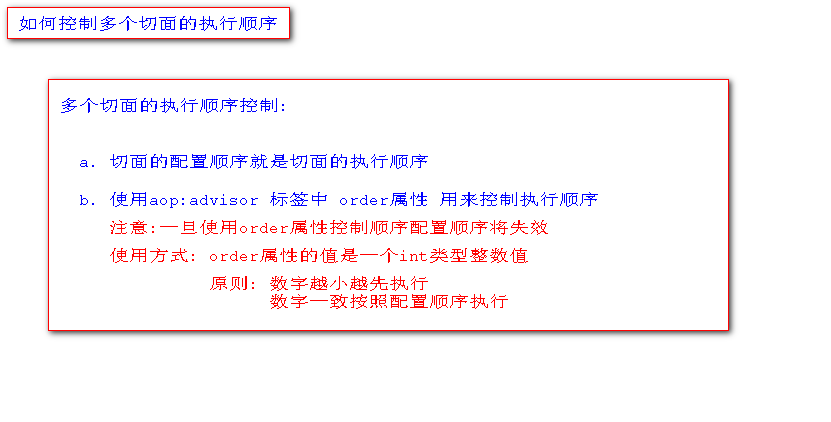 如何控制多个切面的执行顺序
多个切面的执行顺序控制:
a. 切面的配置顺序就是切面的执行顺序
b. 使用aop:advisor 标签中 order属性 用来控制执行顺序
注意:一旦使用order属性控制顺序配置顺序将失效
使用方式: order属性的值是一个int类型整数值
原则: 数字越小越先执行
数字一致按照配置顺序执行